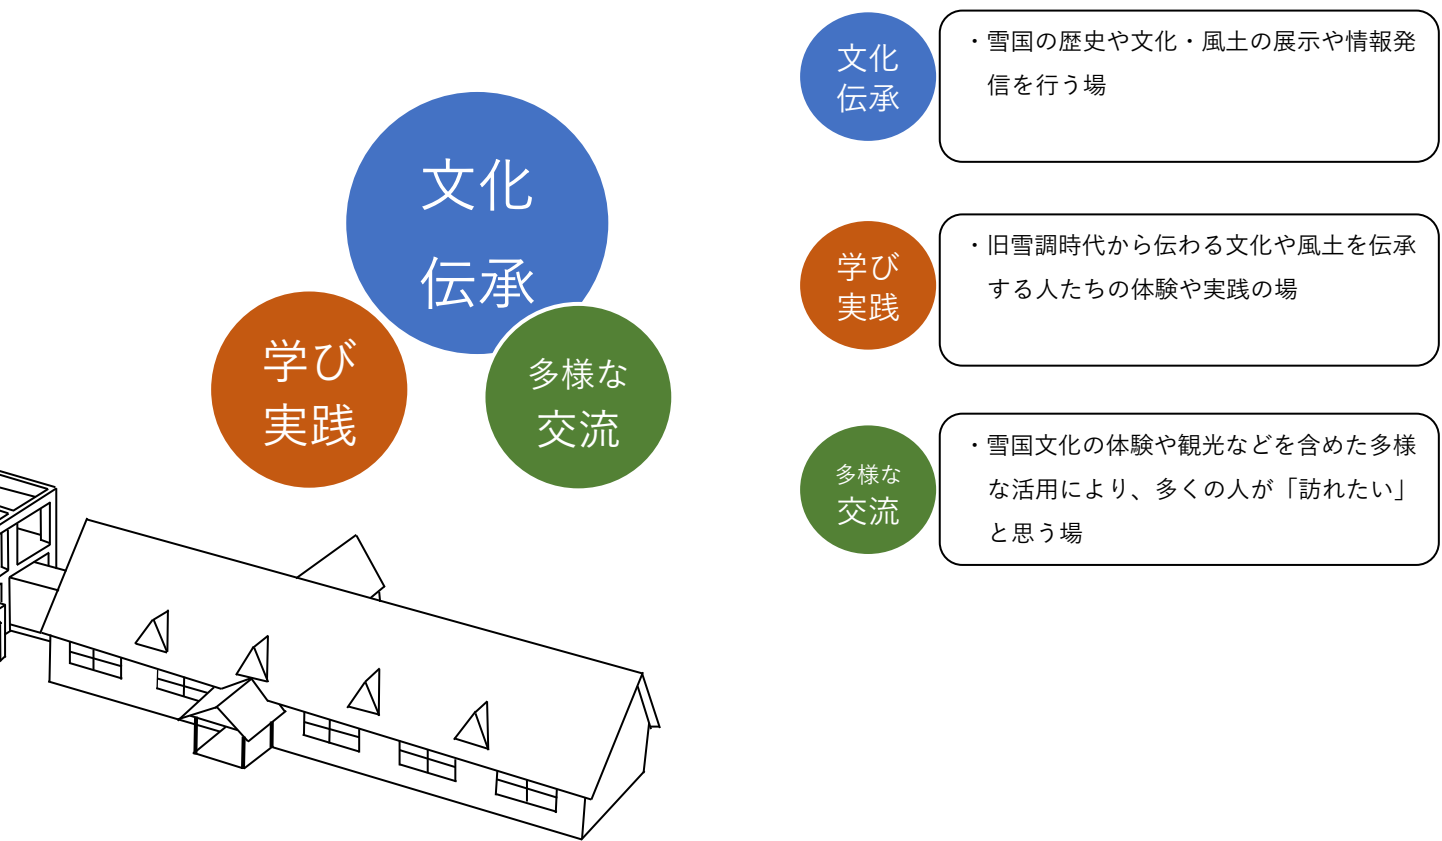 文化
伝承
学び
実践
多様な
交流
文化
伝承
・雪国の歴史や文化・風土の展示や情報発
信を行う場
学び
実践
・旧雪調時代から伝わる文化や風土を伝承
する人たちの体験や実践の場
多様な
交流
・雪国文化の体験や観光などを含めた多様
な活用により、多くの人が「訪れたい」
と思う場